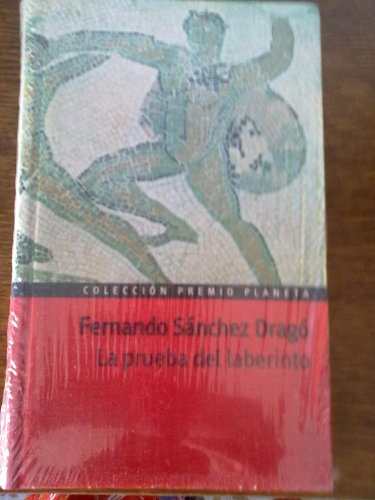 COLECCIÓN PREMIO PLANETA
Fernando Sánchez Dragó
La prueba del laberinto